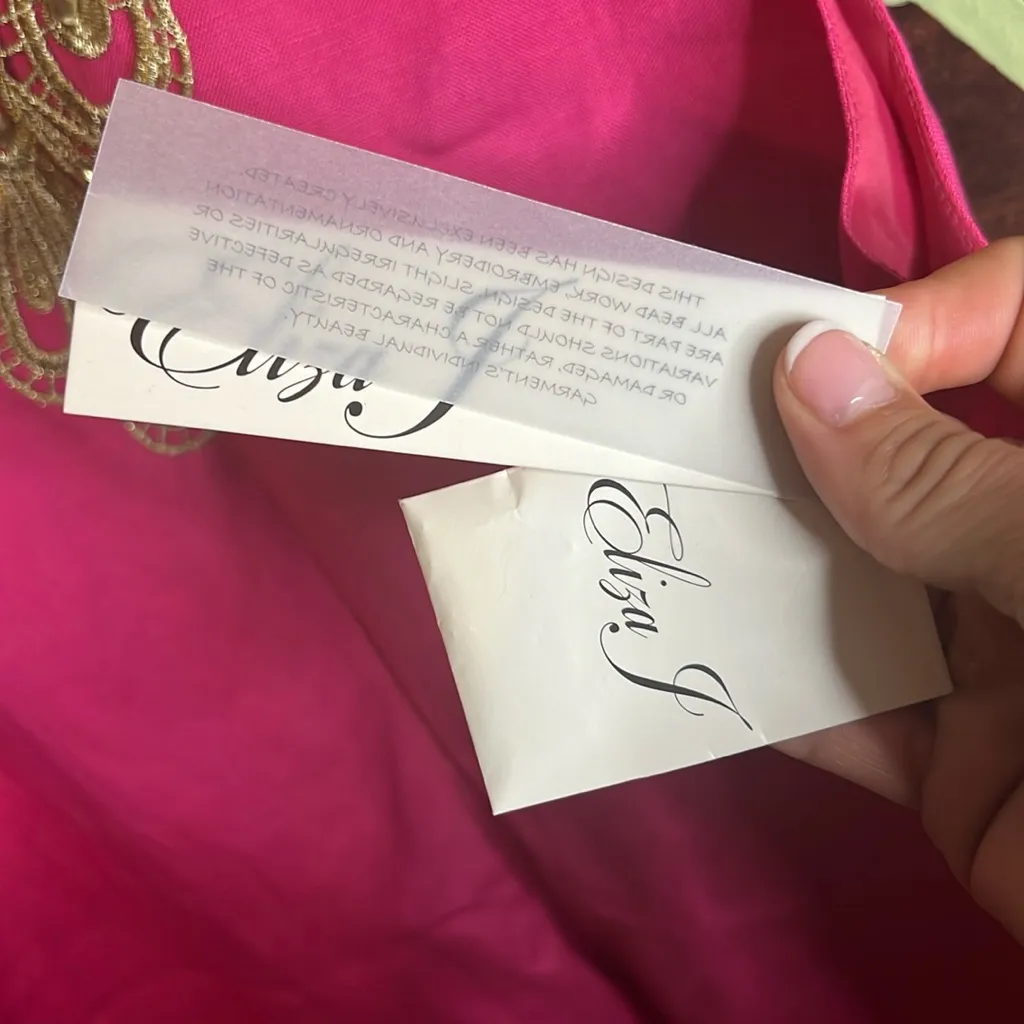 THIS DESIGN HAS BEEN EXCLUSIVELY CREATED.
ALL BEAD WORK, EMBROIDERY AND ORNAMENTATION
ARE PART OF THE DESIGN. SLIGHT IRREGULARITIES OR
VARIATIONS SHOULD NOT BE REGARDED AS DEFECTIVE
OR DAMAGED, RATHER A CHARACTERISTIC OF THE
GARMENT'S INDIVIDUAL BEAUTY.
Eliza J
Eliza J